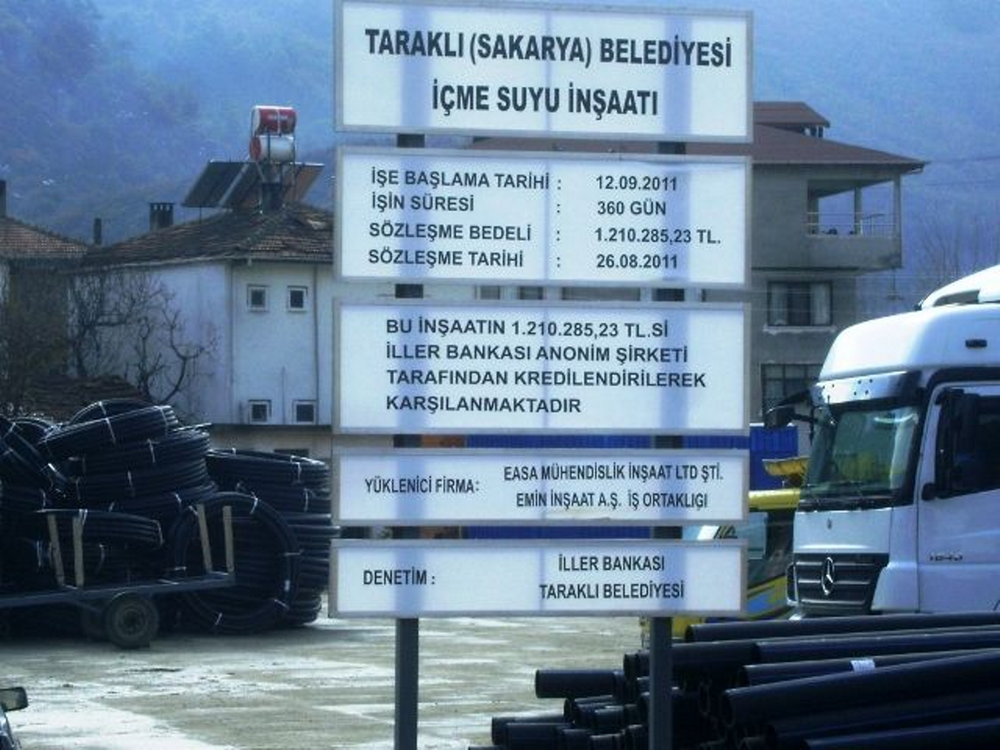 TARAKLI (SAKARYA) BELEDİYESİ
İÇME SUYU İNŞAATI
İŞE BAŞLAMA TARİHİ : 12.09.2011
İŞİN SÜRESİ : 360 GÜN
SÖZLEŞME BEDELİ : 1.210.285,23 TL.
SÖZLEŞME TARİHİ : 26.08.2011
BU İNŞAATIN 1.210.285,23 TL.Sİ
İLLER BANKASI ANONİM ŞİRKETİ
TARAFINDAN KREDİLENDİRİLEREK
KARŞILANMAKTADIR
YÜKLENİCİ FİRMA: EASA MÜHENDİSLİK İNŞAAT LTD ŞTİ.
EMİN İNŞAAT A.Ş. İŞ ORTAKLIGI
DENETİM : İLLER BANKASI
TARAKLI BELEDİYESİ